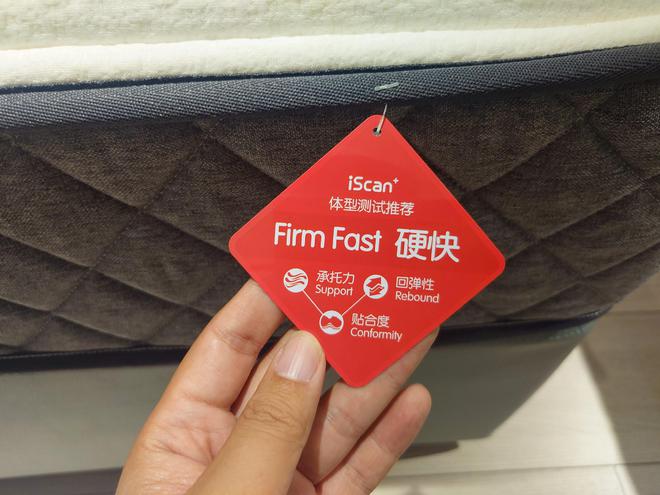 iScan+
体型测试推荐
Firm Fast 硬快
承托力
Support
回弹性
Rebound
贴合度
Conformity